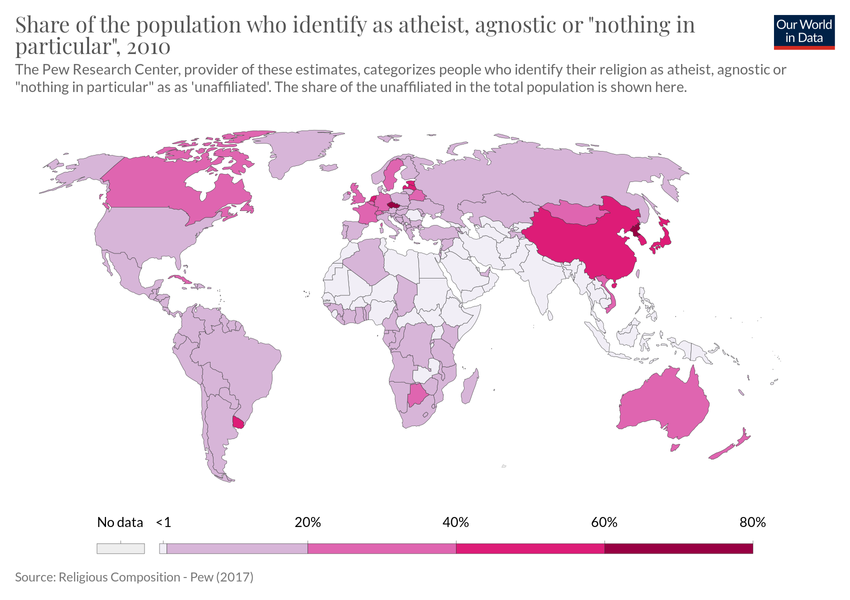 Share of the population who identify as atheist, agnostic or "nothing in
particular", 2010
Our World
in Data
The Pew Research Center, provider of these estimates, categorizes people who identify their religion as atheist, agnostic or
"nothing in particular" as as 'unaffiliated'. The share of the unaffiliated in the total population is shown here.
No data <1 20% 40% 60% 80%
Source: Religious Composition - Pew (2017)